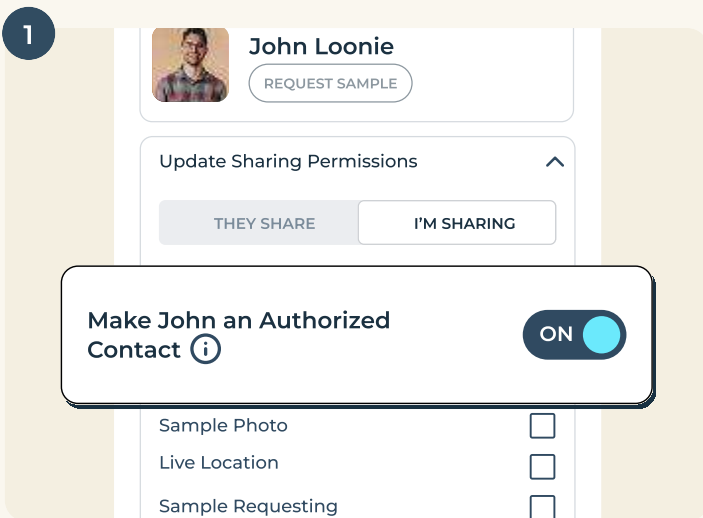 1
John Loonie
REQUEST SAMPLE
Update Sharing Permissions
THEY SHARE
I'M SHARING
Make John an Authorized
Contact
ON
Sample Photo
Live Location
Sample Requesting